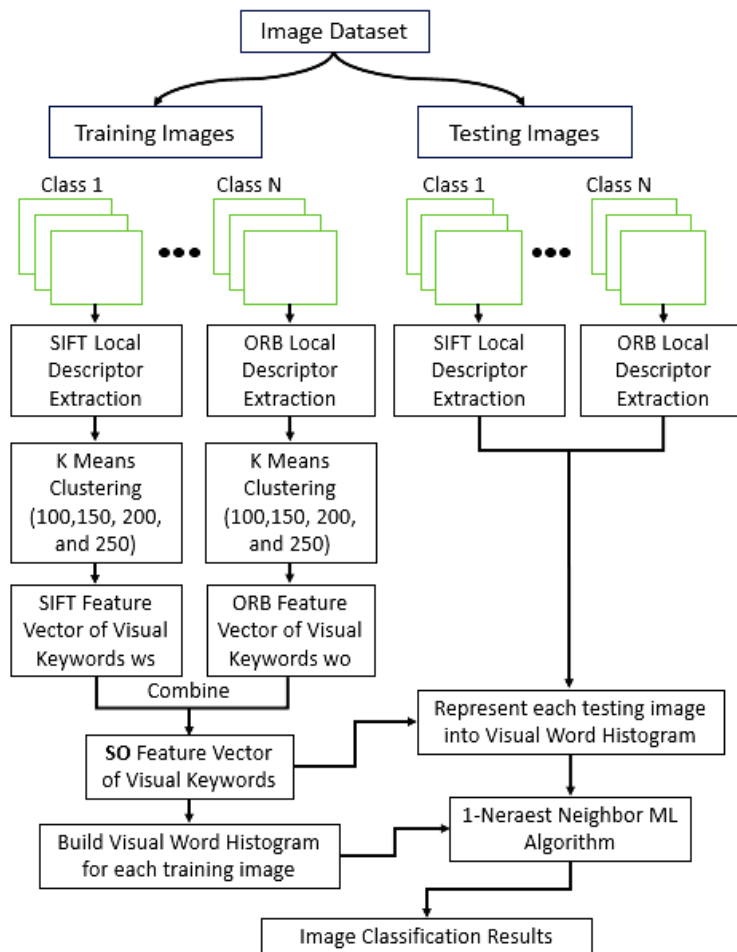 Image Dataset
Training Images
Testing Images
Class 1
Class N
Class 1
Class N
SIFT Local
Descriptor
Extraction
ORB Local
Descriptor
Extraction
SIFT Local
Descriptor
Extraction
ORB Local
Descriptor
Extraction
K Means
Clustering
(100,150, 200,
and 250)
K Means
Clustering
(100,150, 200,
and 250)
SIFT Feature
Vector of Visual
Keywords ws
ORB Feature
Vector of Visual
Keywords wo
Combine
SO Feature Vector
of Visual Keywords
Represent each testing image
into Visual Word Histogram
Build Visual Word Histogram
for each training image
1-Neraest Neighbor ML
Algorithm
Image Classification Results